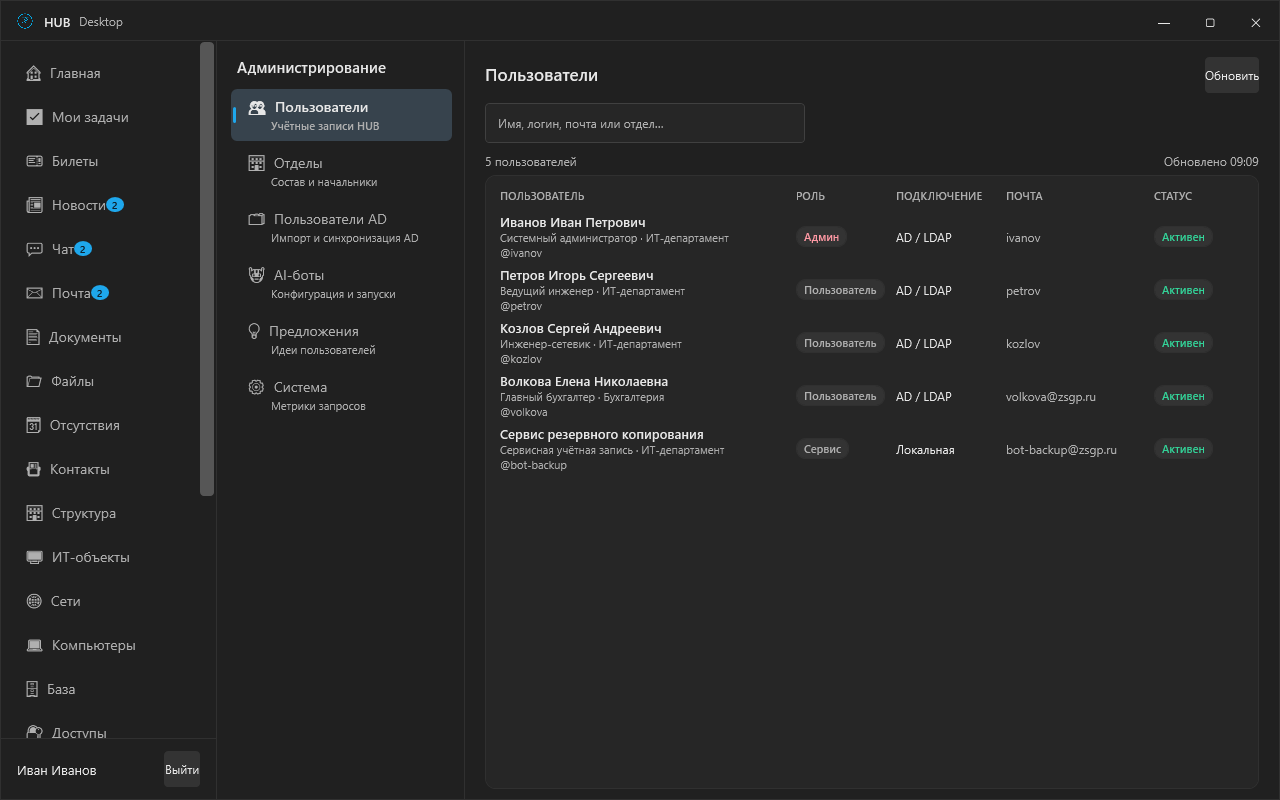 HUB Desktop
Главная
Мои задачи
Билеты
Новости 2
Чат 2
Почта 2
Документы
Файлы
31 Отсутствия
Контакты
Структура
ИТ-объекты
Сети
Компьютеры
База
Доступы
Иван Иванов
Выйти
Администрирование
Пользователи
Учётные записи HUB
Отделы
Состав и начальники
Пользователи AD
Импорт и синхронизация AD
AI-боты
Конфигурация и запуски
Предложения
Идеи пользователей
Система
Метрики запросов
Пользователи
Обновить
Имя, логин, почта или отдел...
5 пользователей
Обновлено 09:09
ПОЛЬЗОВАТЕЛЬ РОЛЬ ПОДКЛЮЧЕНИЕ ПОЧТА СТАТУС
Иванов Иван Петрович
Системный администратор · ИТ-департамент
@ivanov
Админ AD / LDAP ivanov Активен
Петров Игорь Сергеевич
Ведущий инженер · ИТ-департамент
@petrov
Пользователь AD / LDAP petrov Активен
Козлов Сергей Андреевич
Инженер-сетевик · ИТ-департамент
@kozlov
Пользователь AD / LDAP kozlov Активен
Волкова Елена Николаевна
Главный бухгалтер · Бухгалтерия
@volkova
Пользователь AD / LDAP volkova@zsgp.ru Активен
Сервис резервного копирования
Сервисная учётная запись · ИТ-департамент
@bot-backup
Сервис Локальная bot-backup@zsgp.ru Активен